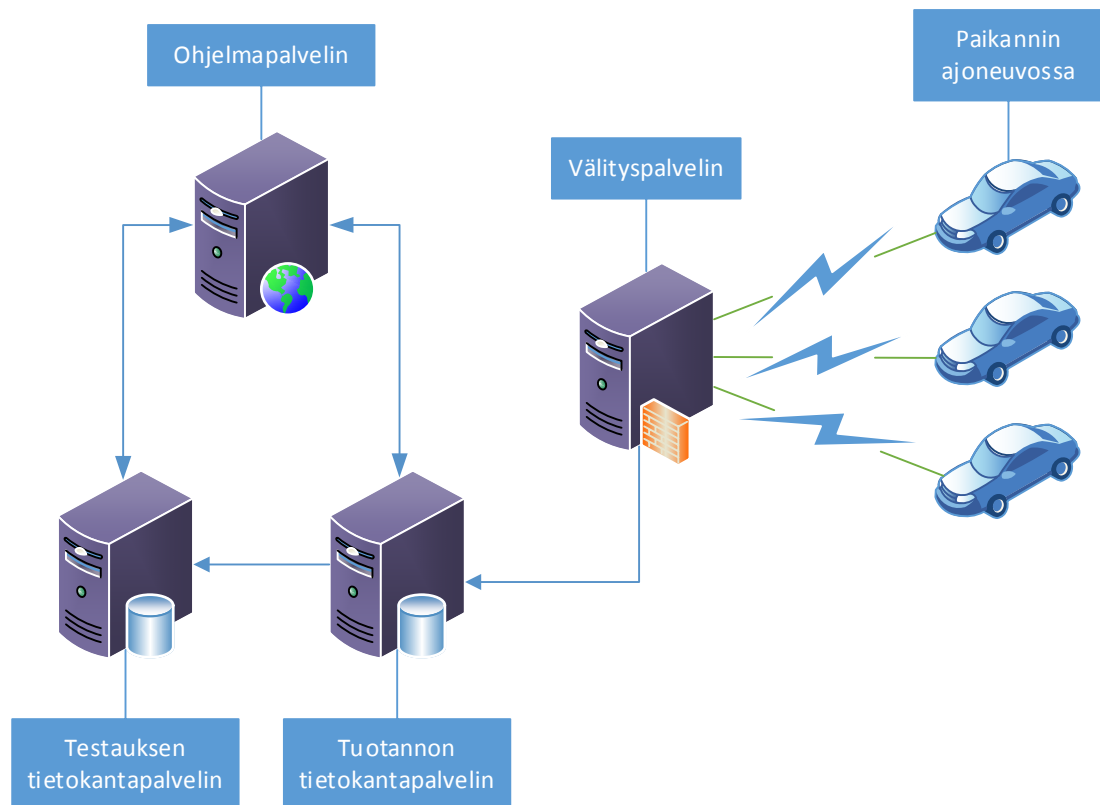 Ohjelmapalvelin
Paikannin
ajoneuvossa
Välityspalvelin
Testauksen
tietokantapalvelin
Tuotannon
tietokantapalvelin